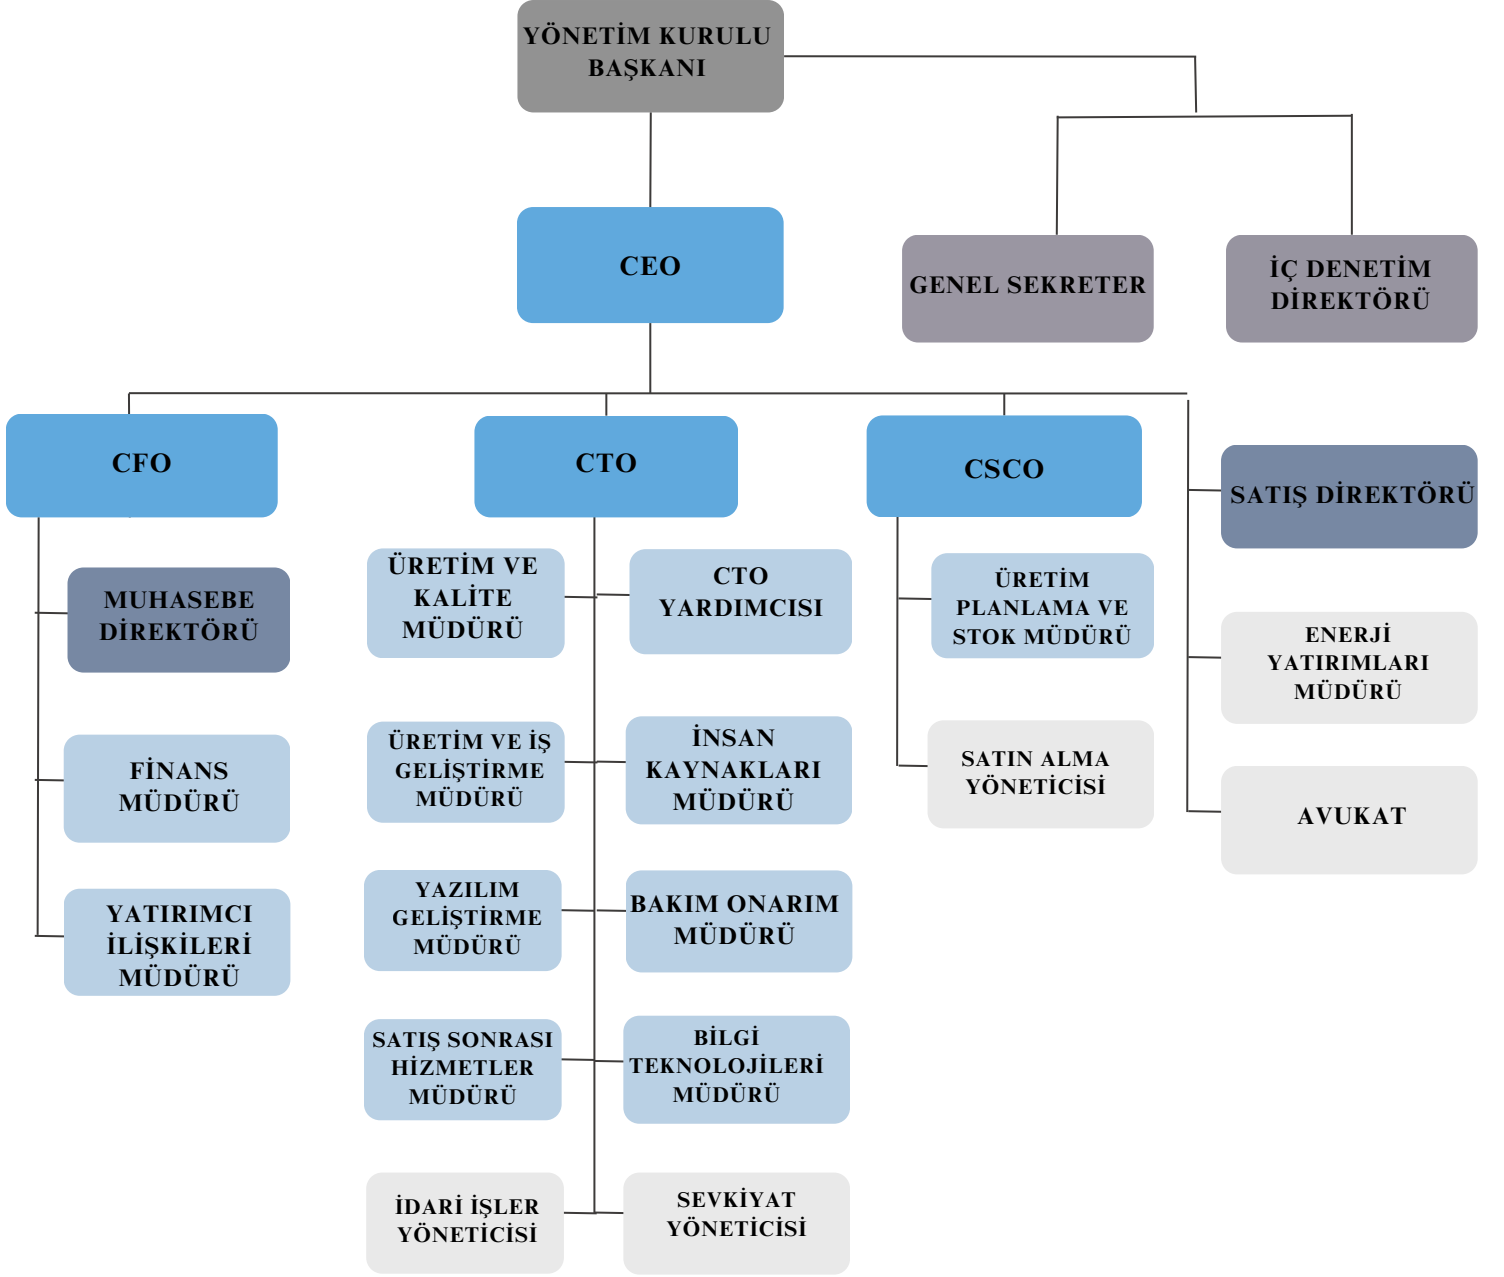 YÖNETİM KURULU
BAŞKANI
CEO
GENEL SEKRETER
İÇ DENETİM
DİREKTÖRÜ
CFO
CTO
CSCO
SATIŞ DİREKTÖRÜ
MUHASEBE
DİREKTÖRÜ
FİNANS
MÜDÜRÜ
YATIRIMCI
İLİŞKİLERİ
MÜDÜRÜ
ÜRETİM VE
KALİTE
MÜDÜRÜ
CTO
YARDIMCISI
ÜRETİM VE İŞ
GELİŞTİRME
MÜDÜRÜ
İNSAN
KAYNAKLARI
MÜDÜRÜ
YAZILIM
GELİŞTİRME
MÜDÜRÜ
BAKIM ONARIM
MÜDÜRÜ
SATIŞ SONRASI
HİZMETLER
MÜDÜRÜ
BİLGİ
TEKNOLOJİLERİ
MÜDÜRÜ
İDARİ İŞLER
YÖNETİCİSİ
SEVKİYAT
YÖNETİCİSİ
ÜRETİM
PLANLAMA VE
STOK MÜDÜRÜ
SATIN ALMA
YÖNETİCİSİ
ENERJİ
YATIRIMLARI
MÜDÜRÜ
AVUKAT